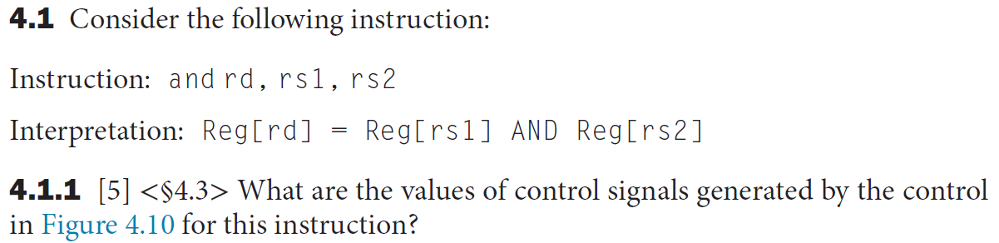 4.1 Consider the following instruction:
Instruction: and rd, rs1, rs2
Interpretation: Reg[rd] = Reg[rs1] AND Reg[rs2]
4.1.1 [5] <§4.3> What are the values of control signals generated by the control
in Figure 4.10 for this instruction?